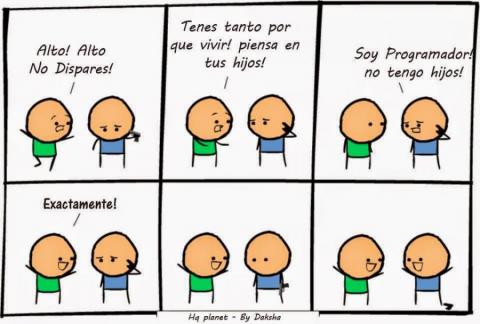 Alto! Alto
No Dispares!
Tenes tanto por
que vivir! piensa en
tus hijos!
Soy Programador!
no tengo hijos!
Exactamente!
Hq planet - By Daksha